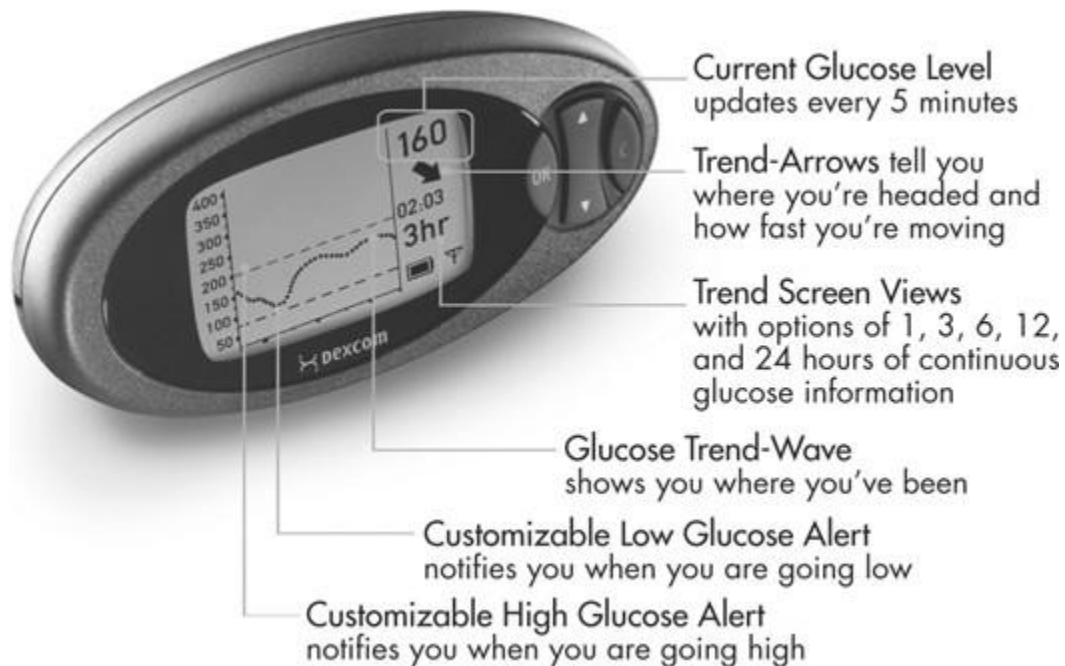 Current Glucose Level
updates every 5 minutes
160
Trend-Arrows tell you
where you're headed and
how fast you're moving
OK
C
02:03
3hr
400
350
300
250
200
150
100
50
DEXCOM
Trend Screen Views
with options of 1, 3, 6, 12,
and 24 hours of continuous
glucose information
Glucose Trend-Wave
shows you where you've been
Customizable Low Glucose Alert
notifies you when you are going low
Customizable High Glucose Alert
notifies you when you are going high